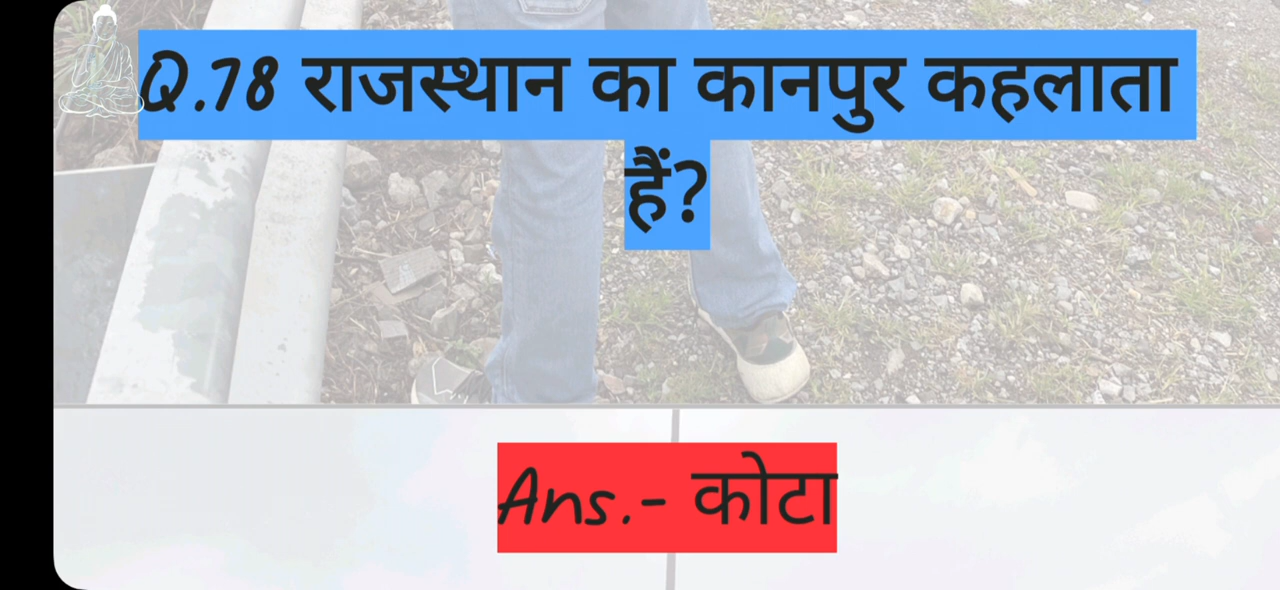 Q.78 राजस्थान का कानपुर कहलाता
हैं?
Ans.- कोटा